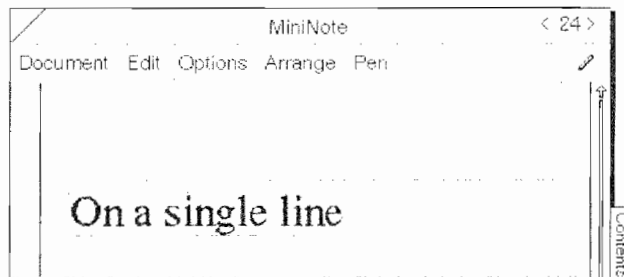 MiniNote < 24 >
Document Edit Options Arrange Pen
On a single line
Contents